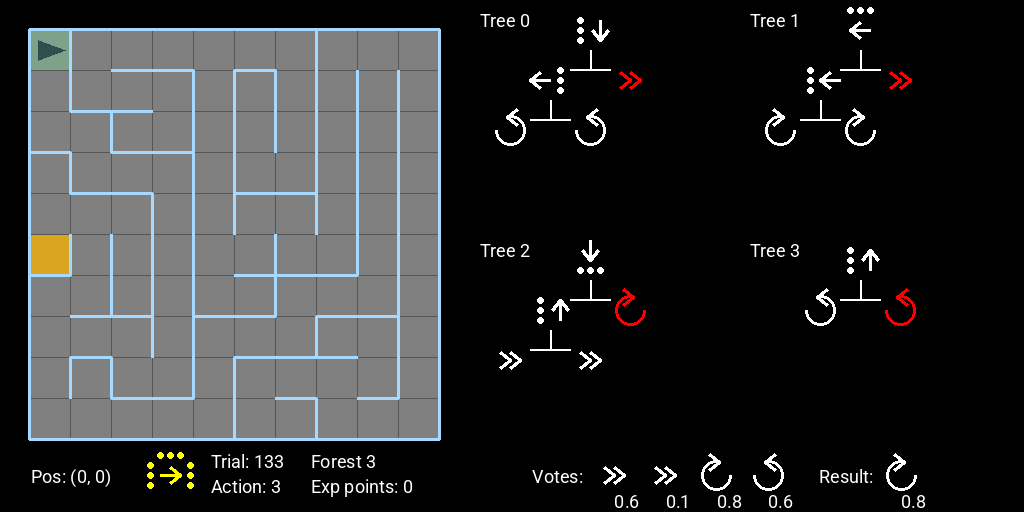 Tree 0
Tree 1
Tree 2
Tree 3
Pos: (0, 0)
Trial: 133
Forest 3
Action: 3
Exp points: 0
Votes:
Result:
0.6
0.1
0.8
0.6
0.8